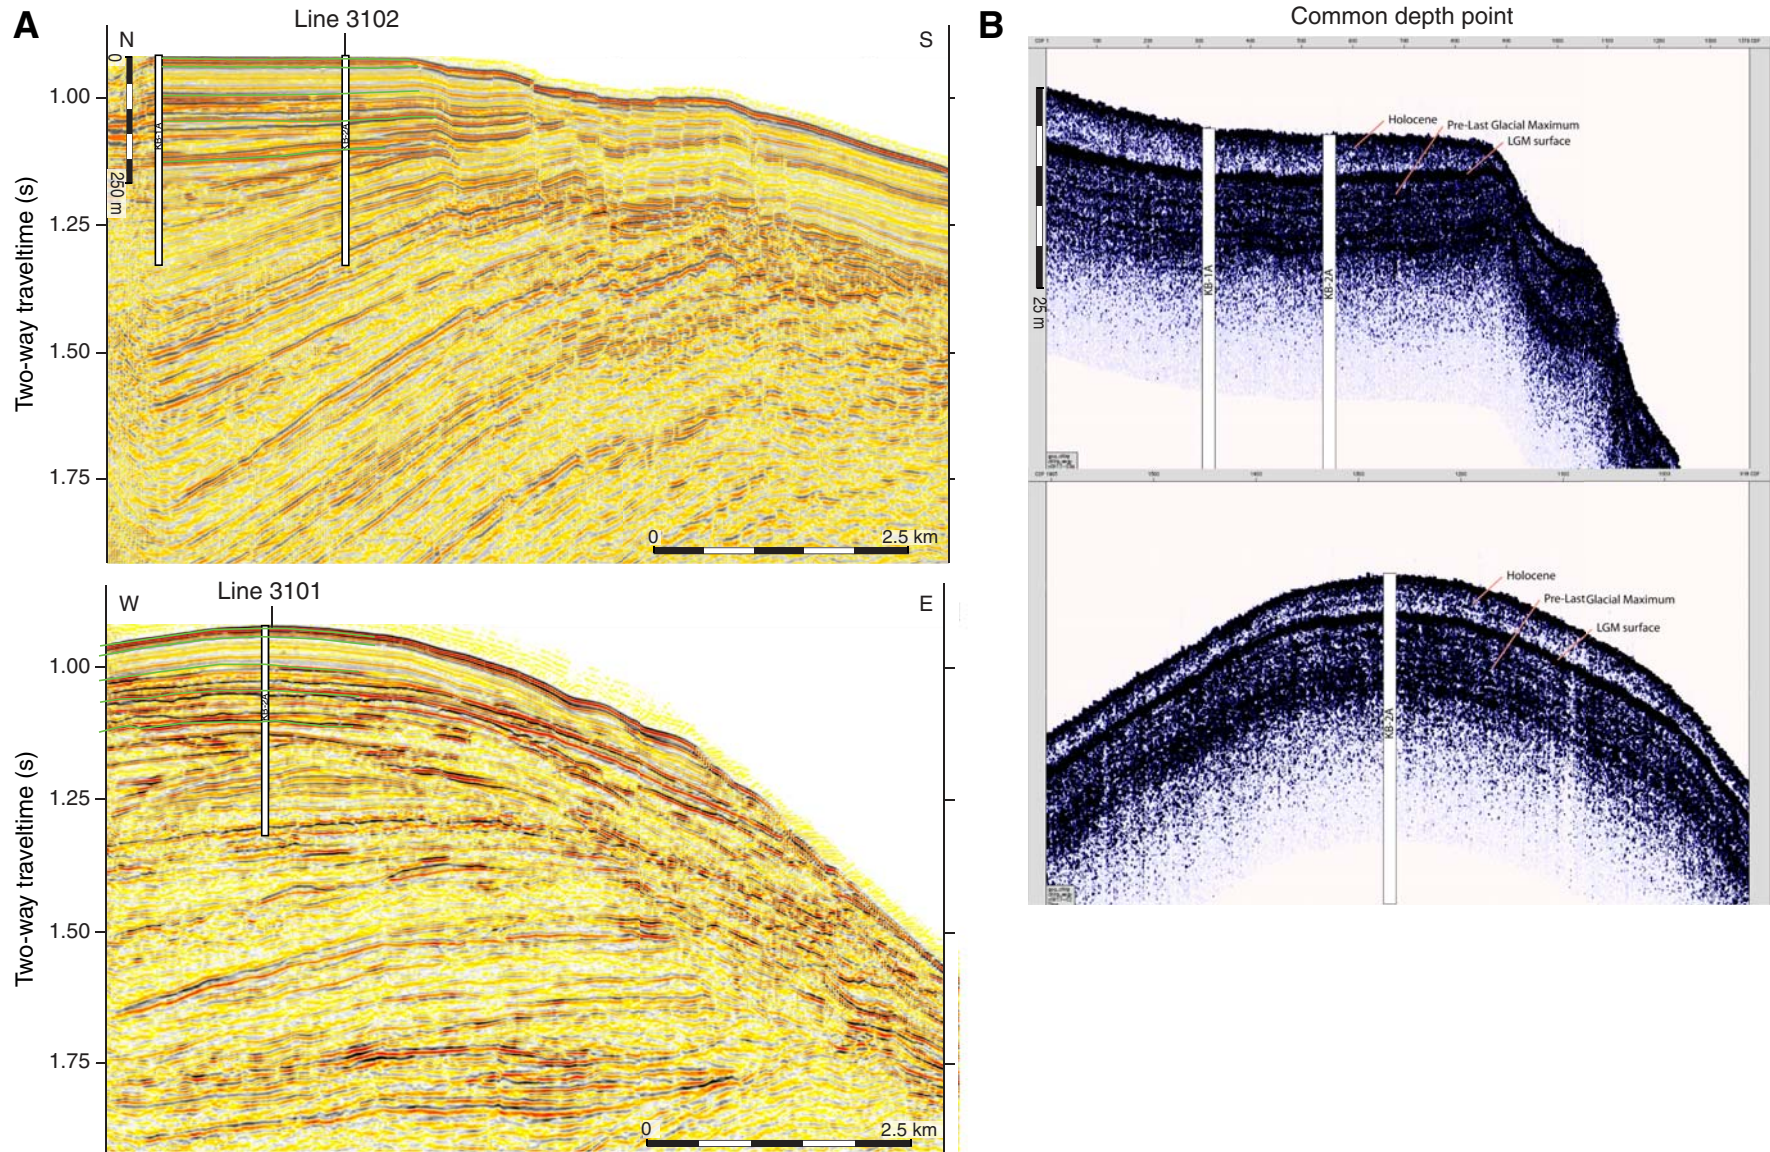 A
Line 3102
N
S
0
1.00
KB-1A
KB-2A
250 m
1.25
1.50
1.75
Two-way traveltime (s)
0
2.5 km
Line 3101
W
E
1.00
KB-2A
1.25
1.50
1.75
Two-way traveltime (s)
0
2.5 km
B
Common depth point
Holocene
Pre-Last Glacial Maximum
LGM surface
KB-1A
KB-2A
25 m
Holocene
Pre-LastGlacial Maximum
LGM surface
KB-2A